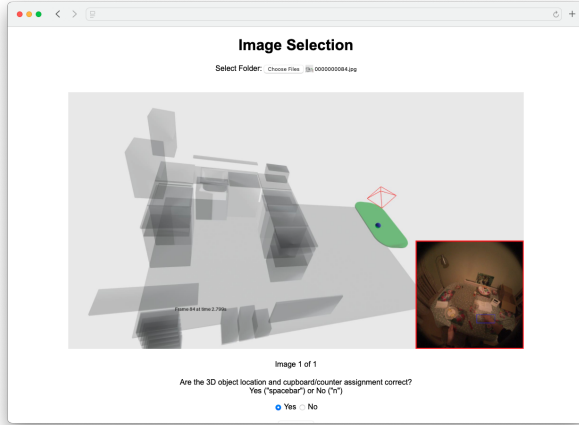 Image Selection
Select Folder: Choose Files 0000000084.jpg
Frame:84 at time:2.799s
Image 1 of 1
Are the 3D object location and cupboard/counter assignment correct?
Yes ("spacebar") or No ("n")
Yes No